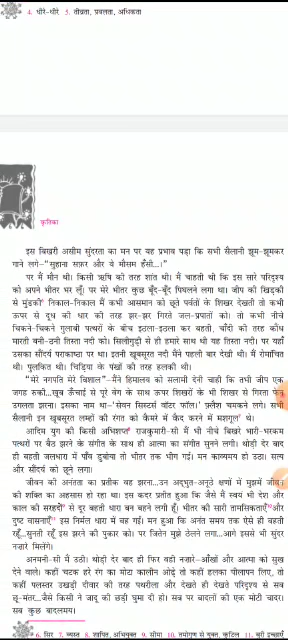 4. धीरे-धीरे 5. तीव्रता, प्रबलता, अधिकता
कृतिका
इस बिखरी असीम सुंदरता का मन पर यह प्रभाव पड़ा कि सभी सैलानी झूम-झूमकर
गाने लगे–"सुहाना सफ़र और ये मौसम हँसी...।"
पर मैं मौन थी। किसी ऋषि की तरह शांत थी। मैं चाहती थी कि इस सारे परिदृश्य
को अपने भीतर भर लूँ। पर मेरे भीतर कुछ बूँद-बूँद पिघलने लगा था। जीप की खिड़की
से मुंडकी निकाल-निकाल मैं कभी आसमान को छूते पर्वतों के शिखर देखती तो कभी
ऊपर से दूध की धार की तरह झर-झर गिरते जल-प्रपातों को। तो कभी नीचे
चिकने-चिकने गुलाबी पत्थरों के बीच इठला-इठला कर बहती, चाँदी की तरह कौंध
मारती बनी-ठनी तिस्ता नदी को। सिलीगुड़ी से ही हमारे साथ थी यह तिस्ता नदी। पर यहाँ
उसका सौंदर्य पराकाष्ठा पर था। इतनी खूबसूरत नदी मैंने पहली बार देखी थी। मैं रोमांचित
थी। पुलकित थी। चिड़िया के पंखों की तरह हलकी थी।
"मेरे नगपति मेरे विशाल"–मैंने हिमालय को सलामी देनी चाही कि तभी जीप एक
जगह रुकी...खूब ऊँचाई से पूरे वेग के साथ ऊपर शिखरों के भी शिखर से गिरता फेन
उगलता झरना। इसका नाम था–'सेवन सिस्टर्स वॉटर फॉल।' फ़्लैश चमकने लगे। सभी
सैलानी इन खूबसूरत लम्हों की रंगत को कैमरे में कैद करने में मशगूल थे।
आदिम युग की किसी अभिशप्त राजकुमारी-सी मैं भी नीचे बिखरे भारी-भरकम
पत्थरों पर बैठ झरने के संगीत के साथ ही आत्मा का संगीत सुनने लगी। थोड़ी देर बाद
ही बहती जलधारा में पाँव डुबोया तो भीतर तक भीग गई। मन काव्यमय हो उठा। सत्य
और सौंदर्य को छूने लगा।
जीवन की अनंतता का प्रतीक वह झरना...उन अद्भुत-अनूठे क्षणों में मुझमें जीवन
की शक्ति का अहसास हो रहा था। इस कदर प्रतीत हुआ कि जैसे मैं स्वयं भी देश और
काल की सरहदों से दूर बहती धारा बन बहने लगी हूँ। भीतर की सारी तामसिकताएँ और
दुष्ट वासनाएँ इस निर्मल धारा में बह गईं। मन हुआ कि अनंत समय तक ऐसे ही बहती
रहूँ...सुनती रहूँ इस झरने की पुकार को। पर जितेन मुझे ठेलने लगा...आगे इससे भी सुंदर
नज़ारे मिलेंगे।
अनमनी-सी मैं उठी। थोड़ी देर बाद ही फिर वही नज़ारे–आँखों और आत्मा को सुख
देने वाले। कहीं चटक हरे रंग का मोटा कालीन ओढ़े तो कहीं हलका पीलापन लिए, तो
कहीं पलस्तर उखड़ी दीवार की तरह पथरीला और देखते ही देखते परिदृश्य से सब
छू-मंतर...जैसे किसी ने जादू की छड़ी घुमा दी हो। सब पर बादलों की एक मोटी चादर।
सब कुछ बादलमय।
6. सिर 7. व्यस्त 8. शापित, अभियुक्त 9. सीमा 10. तमोगुण से युक्त, कुटिल 11. बुरी इच्छाएँ